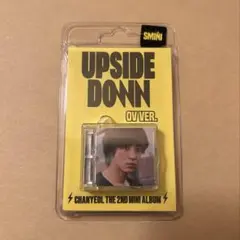 SMiNi
UPSIDE
DOWN
OV VER.
CHANYEOL THE 2ND MINI ALBUM